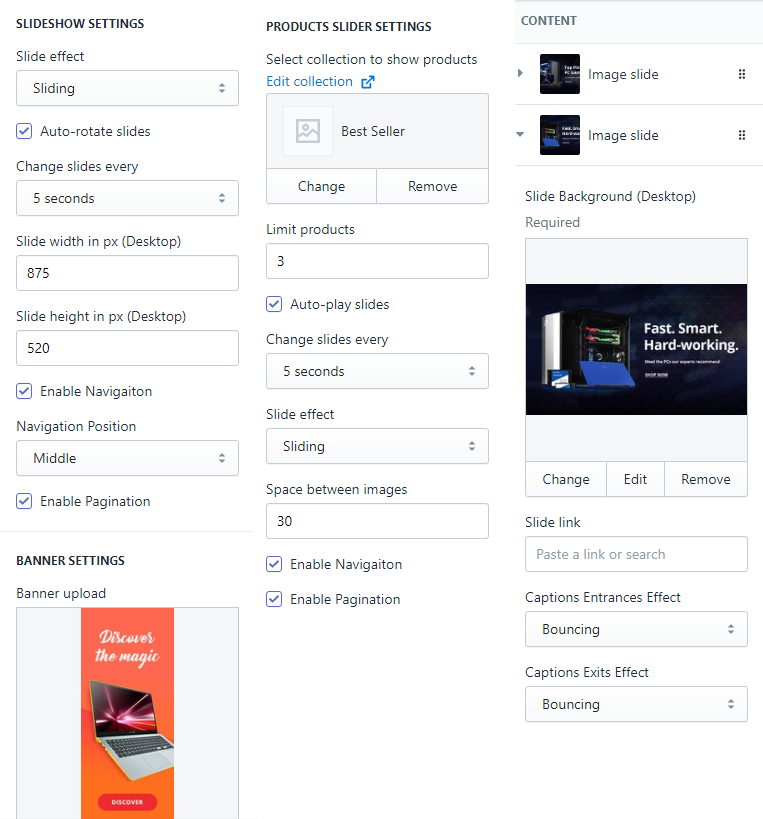 SLIDESHOW SETTINGS
Slide effect
Sliding
Auto-rotate slides
Change slides every
5 seconds
Slide width in px (Desktop)
875
Slide height in px (Desktop)
520
Enable Navigaiton
Navigation Position
Middle
Enable Pagination
BANNER SETTINGS
Banner upload
Discover
the magic
DISCOVER
PRODUCTS SLIDER SETTINGS
Select collection to show products
Edit collection
Best Seller
Change
Remove
Limit products
3
Auto-play slides
Change slides every
5 seconds
Slide effect
Sliding
Space between images
30
Enable Navigaiton
Enable Pagination
CONTENT
Image slide
Image slide
Slide Background (Desktop)
Required
Fast. Smart.
Hard-working.
Meet the PCs our experts recommend
SHOP NOW
Change
Edit
Remove
Slide link
Paste a link or search
Captions Entrances Effect
Bouncing
Captions Exits Effect
Bouncing